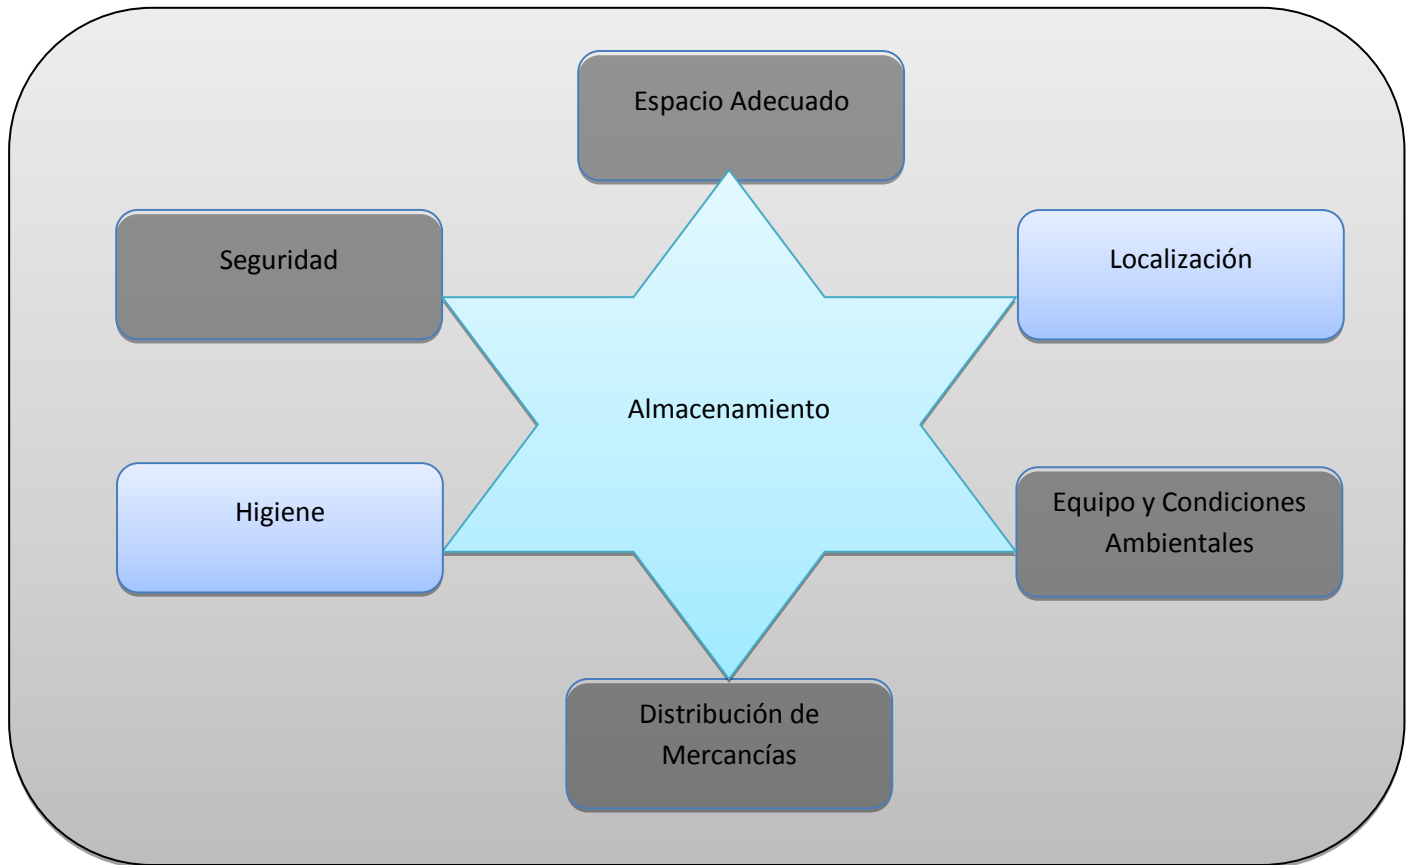 Espacio Adecuado
Seguridad
Localización
Almacenamiento
Higiene
Equipo y Condiciones
Ambientales
Distribución de
Mercancías